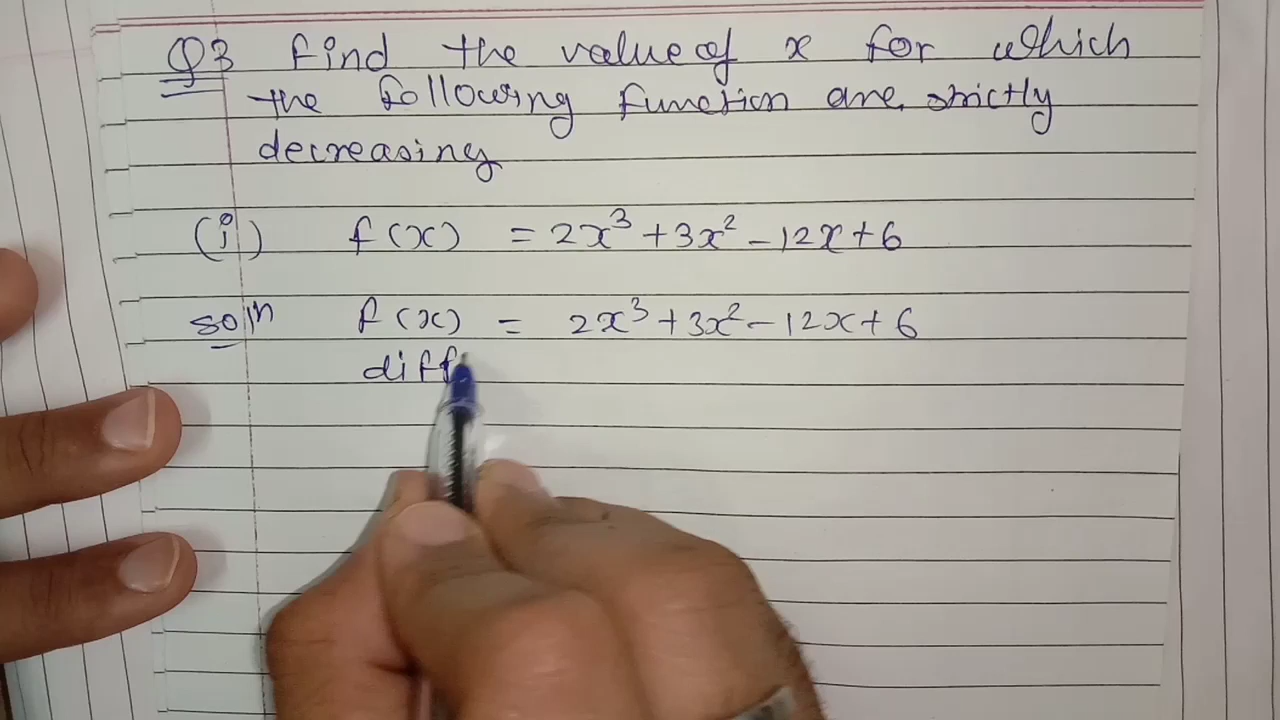 Q3 Find the value of x for which
the following function are strictly
decreasing
(i) f(x) = 2x³ + 3x² - 12x + 6
soln f(x) = 2x³ + 3x² - 12x + 6
diff